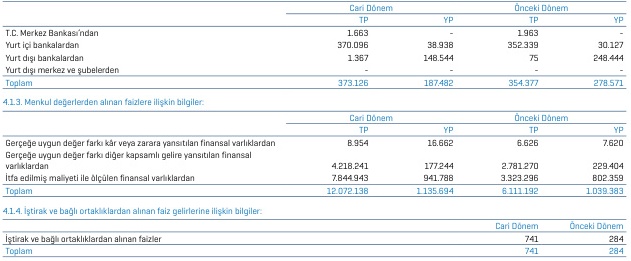 Cari Dönem Önceki Dönem
TP YP TP YP
T.C. Merkez Bankası'ndan 1.663 - 1.963 -
Yurt içi bankalardan 370.096 38.938 352.339 30.127
Yurt dışı bankalardan 1.367 148.544 75 248.444
Yurt dışı merkez ve şubelerden - - - -
Toplam 373.126 187.482 354.377 278.571
4.1.3. Menkul değerlerden alınan faizlere ilişkin bilgiler:
Cari Dönem Önceki Dönem
TP YP TP YP
Gerçeğe uygun değer farkı kâr veya zarara yansıtılan finansal varlıklardan 8.954 16.662 6.626 7.620
Gerçeğe uygun değer farkı diğer kapsamlı gelire yansıtılan finansal
varlıklardan 4.218.241 177.244 2.781.270 229.404
İtfa edilmiş maliyeti ile ölçülen finansal varlıklardan 7.844.943 941.788 3.323.296 802.359
Toplam 12.072.138 1.135.694 6.111.192 1.039.383
4.1.4. İştirak ve bağlı ortaklıklardan alınan faiz gelirlerine ilişkin bilgiler:
Cari Dönem Önceki Dönem
İştirak ve bağlı ortaklıklardan alınan faizler 741 284
Toplam 741 284